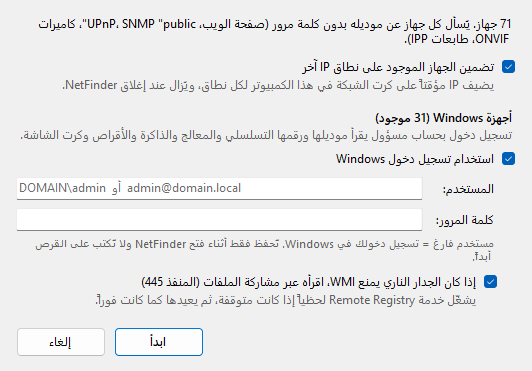 71 جهاز. يُسأل كل جهاز عن موديله بدون كلمة مرور (صفحة الويب، UPnP، SNMP "public"، كاميرات
ONVIF، طابعات IPP).
تضمين الجهاز الموجود على نطاق IP آخر
يضيف IP مؤقتاً على كرت الشبكة في هذا الكمبيوتر لكل نطاق، ويُزال عند إغلاق NetFinder.
أجهزة Windows (31 موجود)
تسجيل دخول بحساب مسؤول يقرأ موديلها ورقمها التسلسلي والمعالج والذاكرة والأقراص وكرت الشاشة.
استخدام تسجيل دخول Windows
المستخدم:
DOMAIN\admin أو admin@domain.local
كلمة المرور:
مستخدم فارغ = تسجيل دخولك في Windows. تُحفظ فقط أثناء فتح NetFinder ولا تُكتب على القرص
أبداً.
إذا كان الجدار الناري يمنع WMI، اقرأه عبر مشاركة الملفات (المنفذ 445)
يشغّل خدمة Remote Registry لحظياً إذا كانت متوقفة، ثم يعيدها كما كانت فوراً.
ابدأ
إلغاء